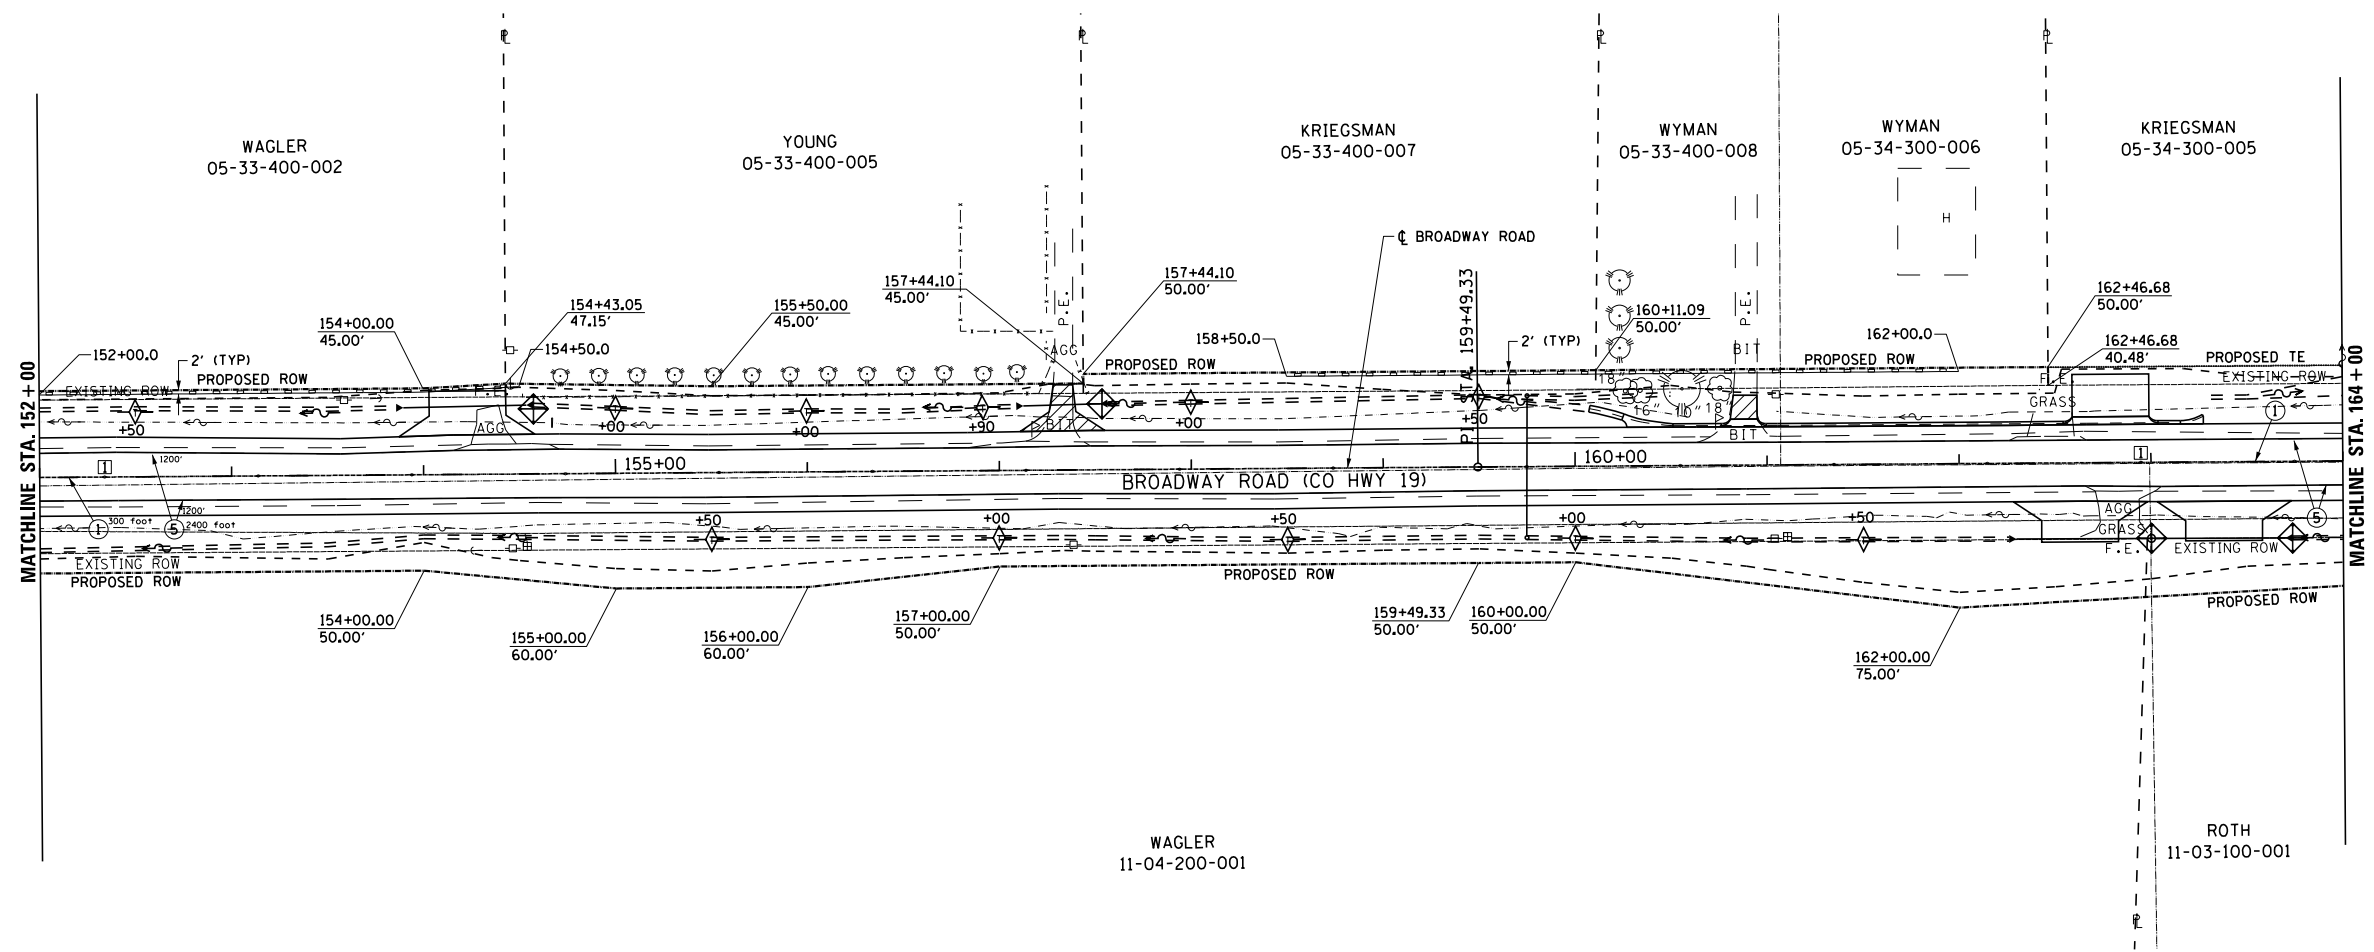 WAGLER
05-33-400-002
YOUNG
05-33-400-005
KRIEGSMAN
05-33-400-007
WYMAN
05-33-400-008
WYMAN
05-34-300-006
KRIEGSMAN
05-34-300-005
H
℄ BROADWAY ROAD
P.E.
P.E.
154+00.00
45.00'
154+43.05
47.15'
155+50.00
45.00'
157+44.10
45.00'
157+44.10
50.00'
P.I. STA. 159+49.33
160+11.09
50.00'
162+46.68
50.00'
162+46.68
40.48'
152+00.0
2' (TYP)
154+50.0
158+50.0
2' (TYP)
162+00.0
AGG
BIT
EXISTING ROW
PROPOSED ROW
PROPOSED ROW
PROPOSED ROW
PROPOSED TE
EXISTING ROW
F.E.
F.E.
GRASS
18"
16"
10"
18"
+50
AGG
+00
+00
+90
BIT
+00
+50
BIT
1
1
1200'
155+00
160+00
1
BROADWAY ROAD (CO HWY 19)
MATCHLINE STA. 152+00
MATCHLINE STA. 164+00
1
300 foot
5
1200'
2400 foot
+50
+00
+50
+00
+50
AGG
GRASS
F.E.
5
EXISTING ROW
EXISTING ROW
PROPOSED ROW
PROPOSED ROW
PROPOSED ROW
154+00.00
50.00'
155+00.00
60.00'
156+00.00
60.00'
157+00.00
50.00'
159+49.33
50.00'
160+00.00
50.00'
162+00.00
75.00'
WAGLER
11-04-200-001
ROTH
11-03-100-001